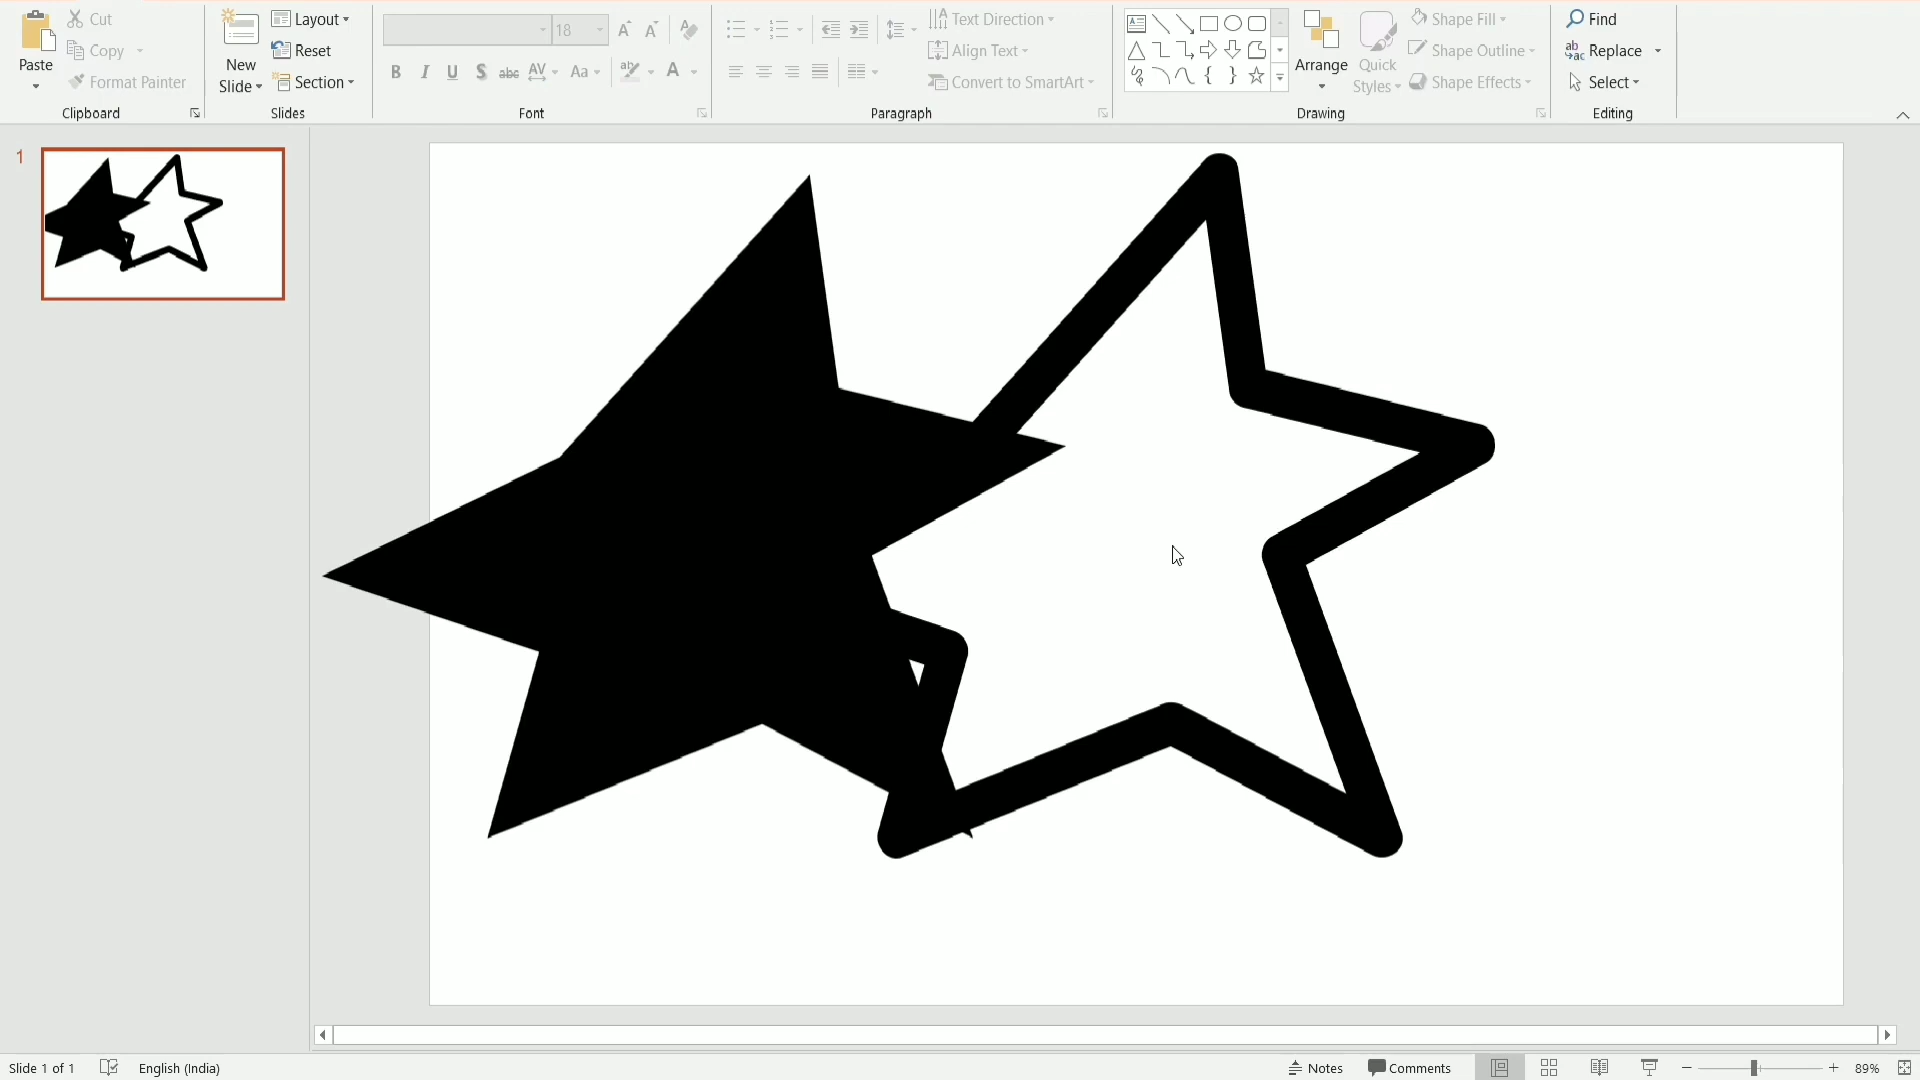 Paste
Cut
Copy
Format Painter
Clipboard
New
Slide
Layout
Reset
Section
Slides
18
B I U S abc AV Aa A
Font
Text Direction
Align Text
Convert to SmartArt
Paragraph
Arrange
Quick
Styles
Shape Fill
Shape Outline
Shape Effects
Drawing
Find
Replace
Select
Editing
1
Slide 1 of 1
English (India)
Notes
Comments
89%